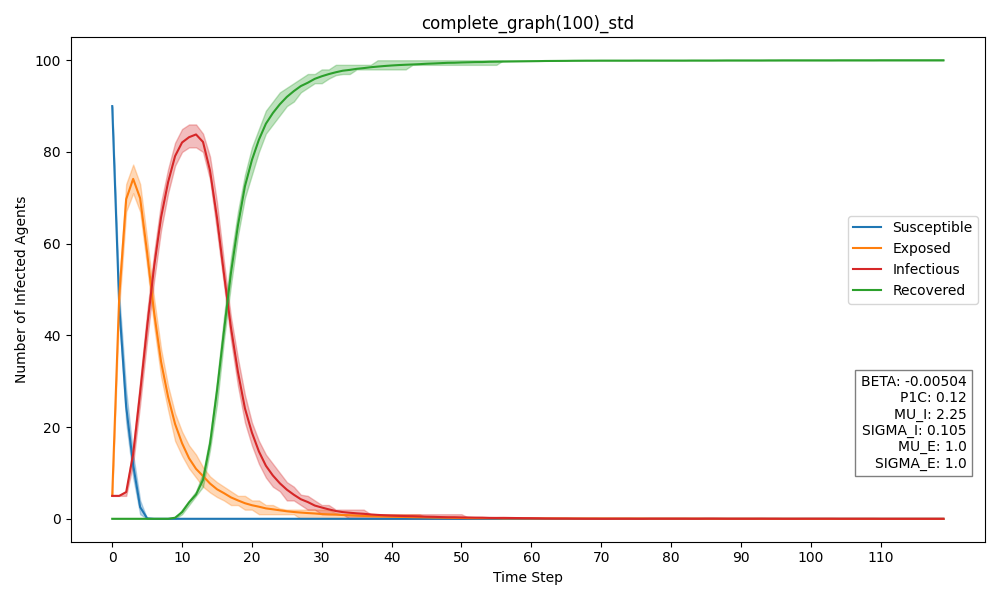 complete_graph(100)_std
Number of Infected Agents
100
80
60
40
20
0
Susceptible
Exposed
Infectious
Recovered
BETA: -0.00504
P1C: 0.12
MU_I: 2.25
SIGMA_I: 0.105
MU_E: 1.0
SIGMA_E: 1.0
0 10 20 30 40 50 60 70 80 90 100 110
Time Step